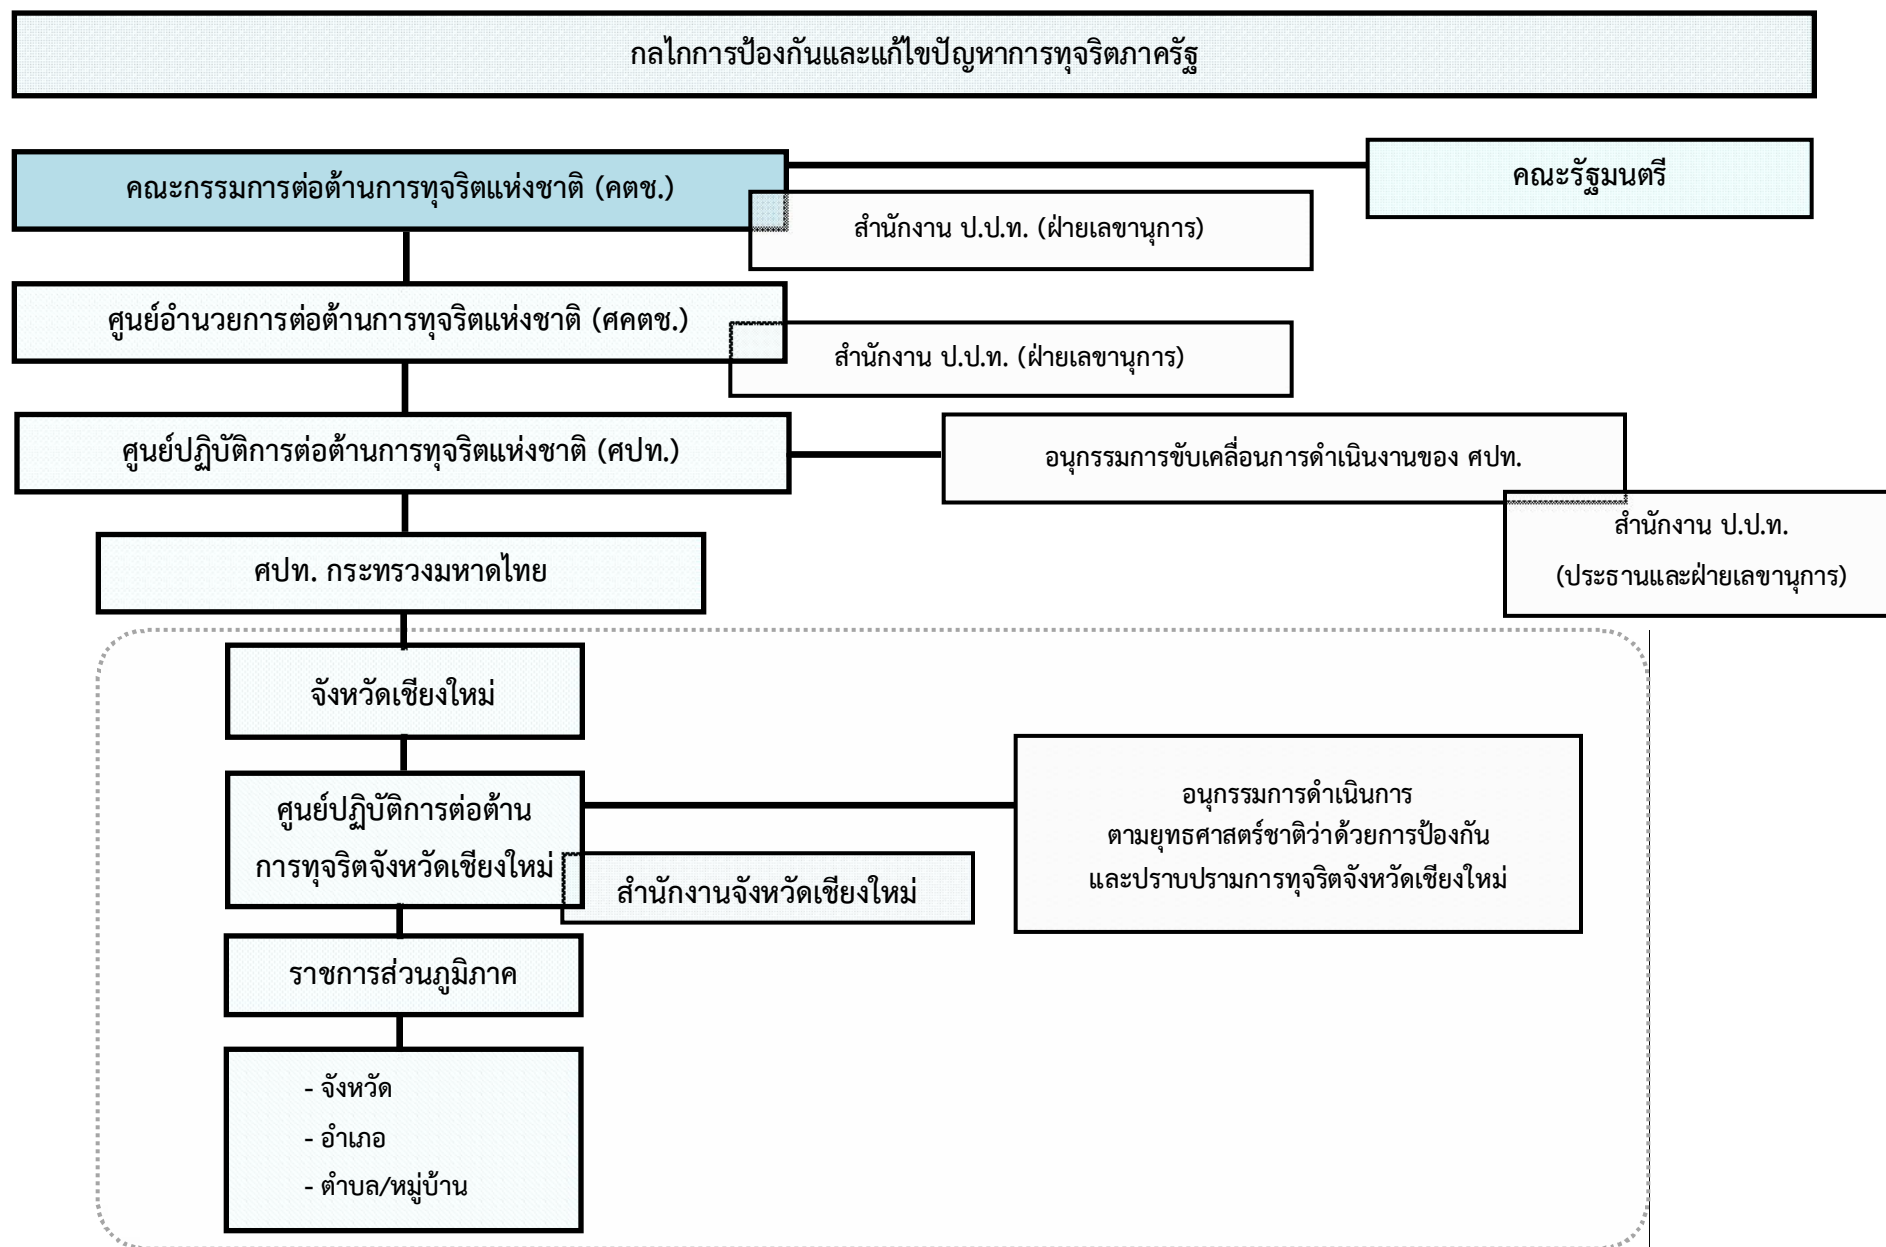 กลไกการป้องกันและแก้ไขปัญหาการทุจริตภาครัฐ
คณะกรรมการต่อต้านการทุจริตแห่งชาติ (คตช.)
คณะรัฐมนตรี
สำนักงาน ป.ป.ท. (ฝ่ายเลขานุการ)
ศูนย์อำนวยการต่อต้านการทุจริตแห่งชาติ (ศคตช.)
สำนักงาน ป.ป.ท. (ฝ่ายเลขานุการ)
ศูนย์ปฏิบัติการต่อต้านการทุจริตแห่งชาติ (ศปท.)
อนุกรรมการขับเคลื่อนการดำเนินงานของ ศปท.
สำนักงาน ป.ป.ท.
(ประธานและฝ่ายเลขานุการ)
ศปท. กระทรวงมหาดไทย
จังหวัดเชียงใหม่
ศูนย์ปฏิบัติการต่อต้าน
การทุจริตจังหวัดเชียงใหม่
สำนักงานจังหวัดเชียงใหม่
อนุกรรมการดำเนินการ
ตามยุทธศาสตร์ชาติว่าด้วยการป้องกัน
และปราบปรามการทุจริตจังหวัดเชียงใหม่
ราชการส่วนภูมิภาค
- จังหวัด
- อำเภอ
- ตำบล/หมู่บ้าน